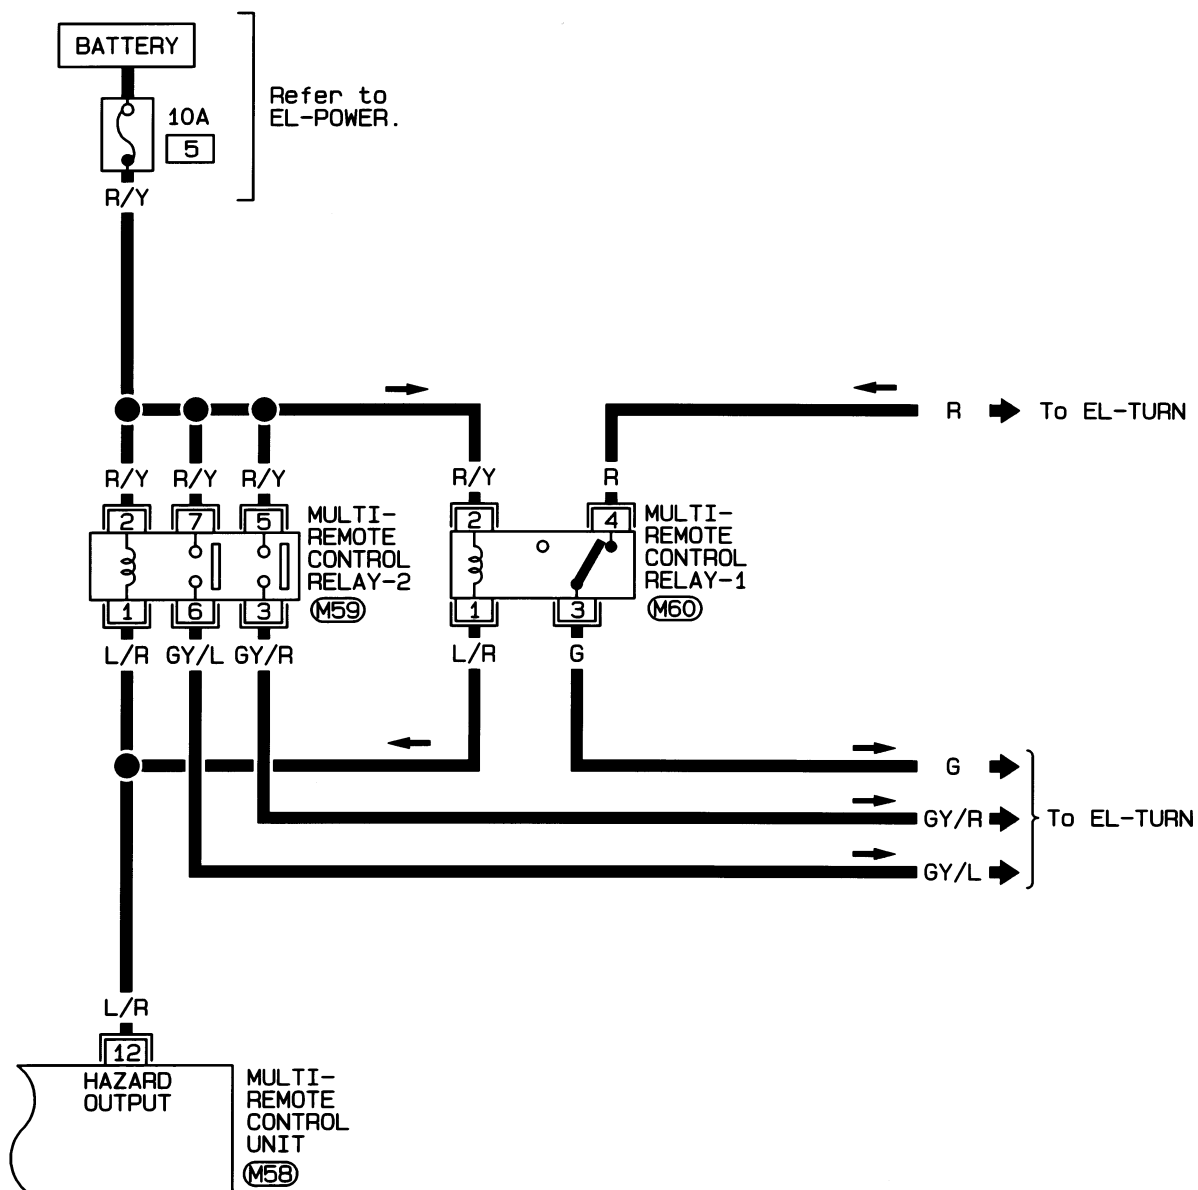 BATTERY
10A
5
Refer to
EL-POWER.
R/Y
R To EL-TURN
R/Y R/Y R/Y
R/Y R
2 7 5
MULTI-
REMOTE
CONTROL
RELAY-2
M59
1 6 3
2 4
MULTI-
REMOTE
CONTROL
RELAY-1
M60
1 3
L/R GY/L GY/R
L/R G
G
GY/R To EL-TURN
GY/L
L/R
12
HAZARD
OUTPUT
MULTI-
REMOTE
CONTROL
UNIT
M58